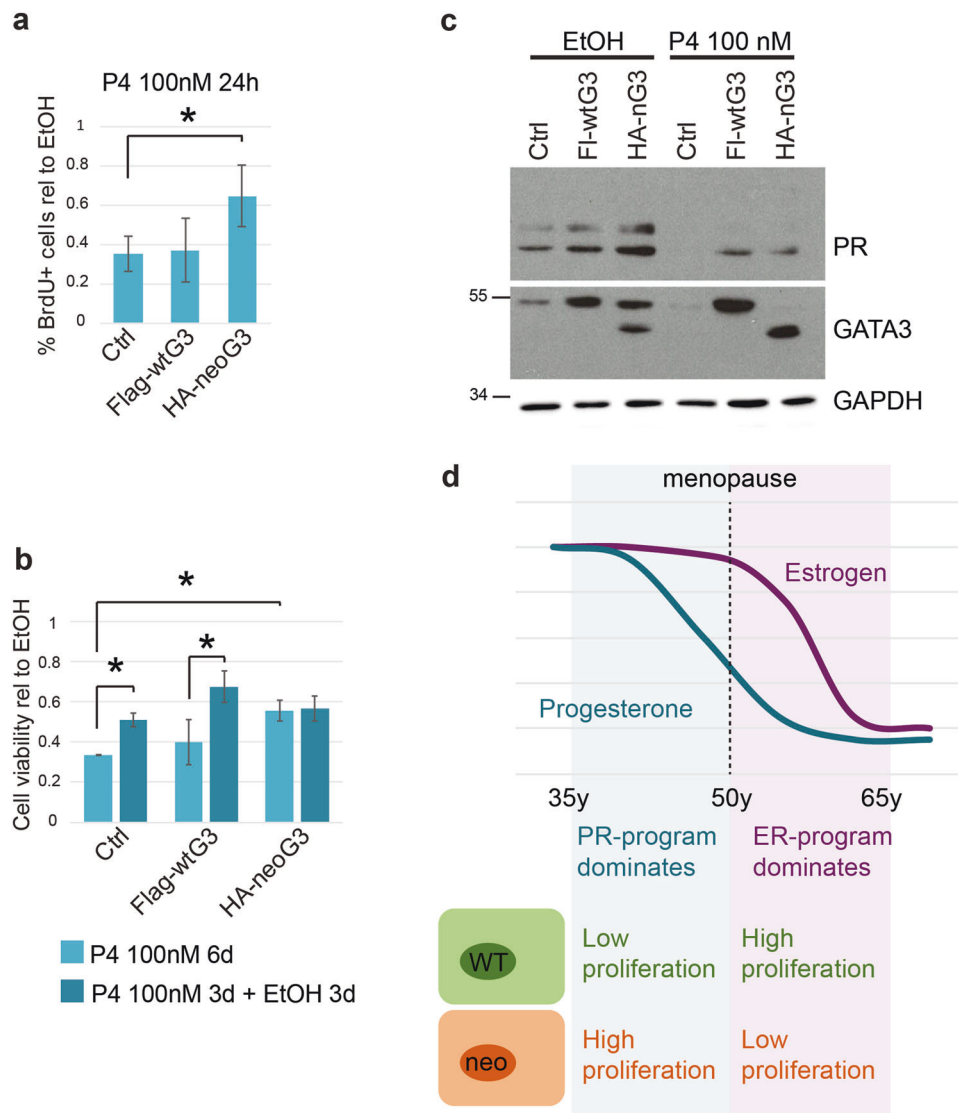 a
P4 100nM 24h
% BrdU+ cells rel to EtOH
1
0.8
0.6
0.4
0.2
0
*
Ctrl
Flag-wtG3
HA-neoG3
b
Cell viability rel to EtOH
1
0.8
0.6
0.4
0.2
0
*
*
*
Ctrl
Flag-wtG3
HA-neoG3
P4 100nM 6d
P4 100nM 3d + EtOH 3d
c
EtOH
P4 100 nM
Ctrl
Fl-wtG3
HA-nG3
Ctrl
Fl-wtG3
HA-nG3
PR
55
GATA3
34
GAPDH
d
menopause
Estrogen
Progesterone
35y
50y
65y
PR-program
dominates
ER-program
dominates
WT
Low
proliferation
High
proliferation
neo
High
proliferation
Low
proliferation